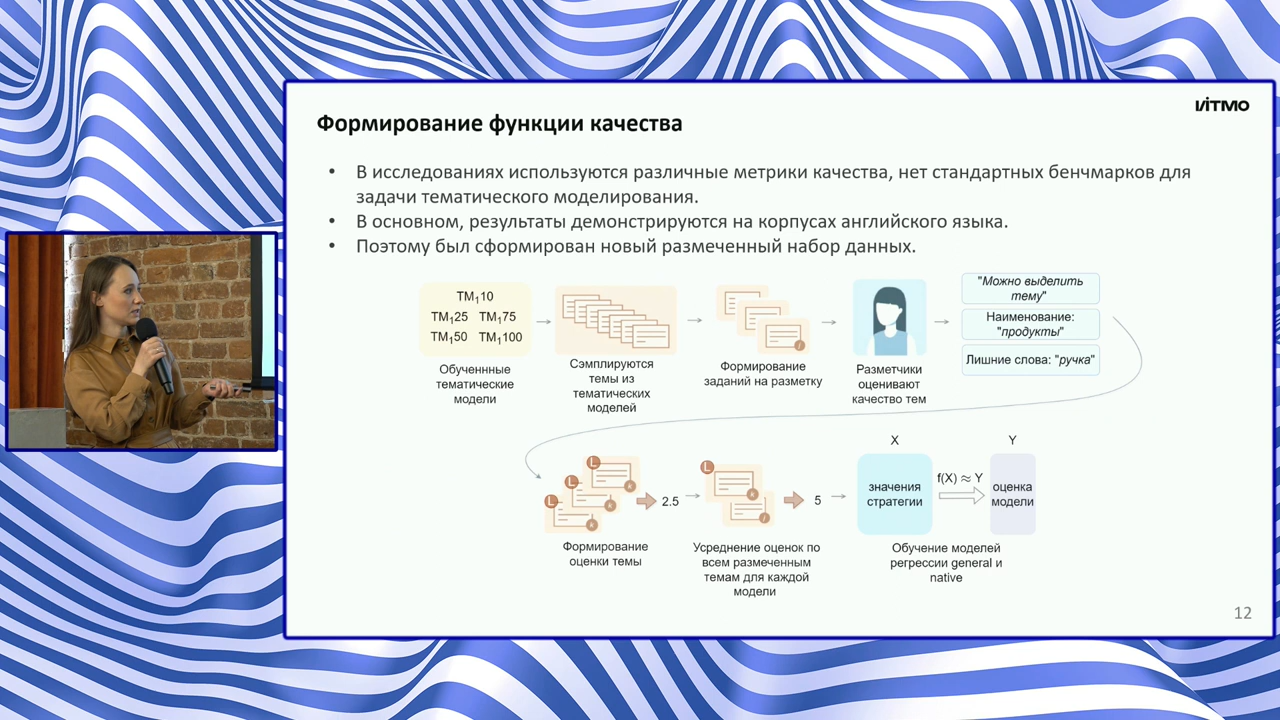 ИТМО
Формирование функции качества
• В исследованиях используются различные метрики качества, нет стандартных бенчмарков для
задачи тематического моделирования.
• В основном, результаты демонстрируются на корпусах английского языка.
• Поэтому был сформирован новый размеченный набор данных.
TM₁10
TM₁25 TM₁75
TM₁50 TM₁100
Обученнные
тематические
модели
Сэмплируются
темы из
тематических
моделей
i
Формирование
заданий на разметку
Разметчики
оценивают
качество тем
"Можно выделить
тему"
Наименование:
"продукты"
Лишние слова: "ручка"
L
L
L
k
k
k
2.5
Формирование
оценки темы
L
k
i
5
Усреднение оценок по
всем размеченным
темам для каждой
модели
X
значения
стратегии
f(X) ≈ Y
Y
оценка
модели
Обучение моделей
регрессии general и
native
12